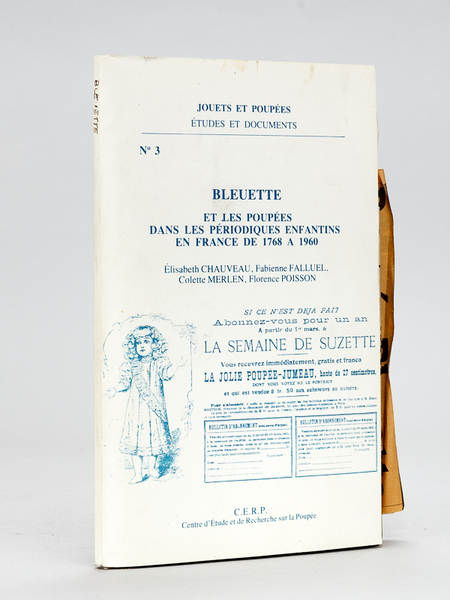 BLEUETTE
JOUETS ET POUPÉES
ÉTUDES ET DOCUMENTS
N° 3
BLEUETTE
ET LES POUPÉES
DANS LES PÉRIODIQUES ENFANTINS
EN FRANCE DE 1768 A 1960
Élisabeth CHAUVEAU, Fabienne FALLUEL,
Colette MERLEN, Florence POISSON
SI CE N'EST DEJA FAIT
Abonnez-vous pour un an
A partir du 1er mars, à
LA SEMAINE DE SUZETTE
Vous recevrez immédiatement, gratis et franco
LA JOLIE POUPÉE-JUMEAU, haute de 27 centimètres,
DONT VOUS VOYEZ ICI LE PORTRAIT
et qui est vendue 2 fr. 50 aux acheteurs au numéro.
BULLETIN D'ABONNEMENT
BULLETIN D'ABONNEMENT
C.E.R.P.
Centre d'Étude et de Recherche sur la Poupée